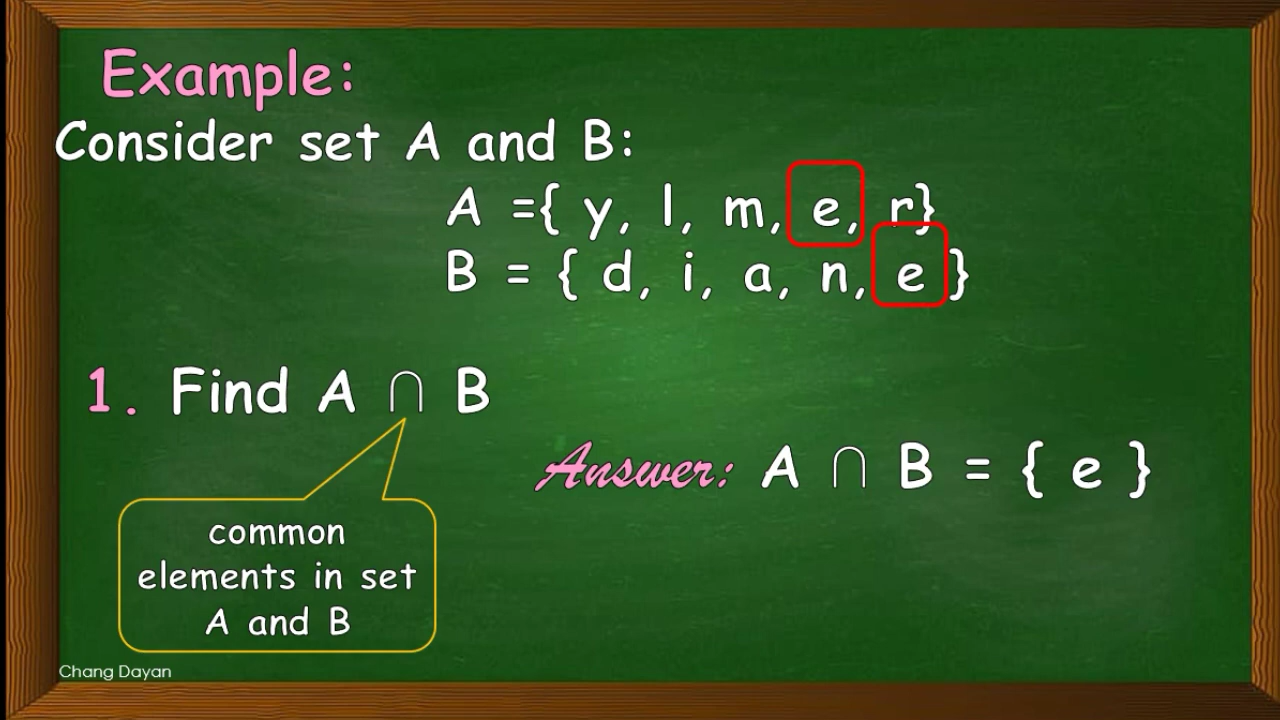 Example:
Consider set A and B:
A ={ y, l, m, e, r}
B = { d, i, a, n, e }
1. Find A ∩ B
Answer: A ∩ B = { e }
common
elements in set
A and B
Chang Dayan